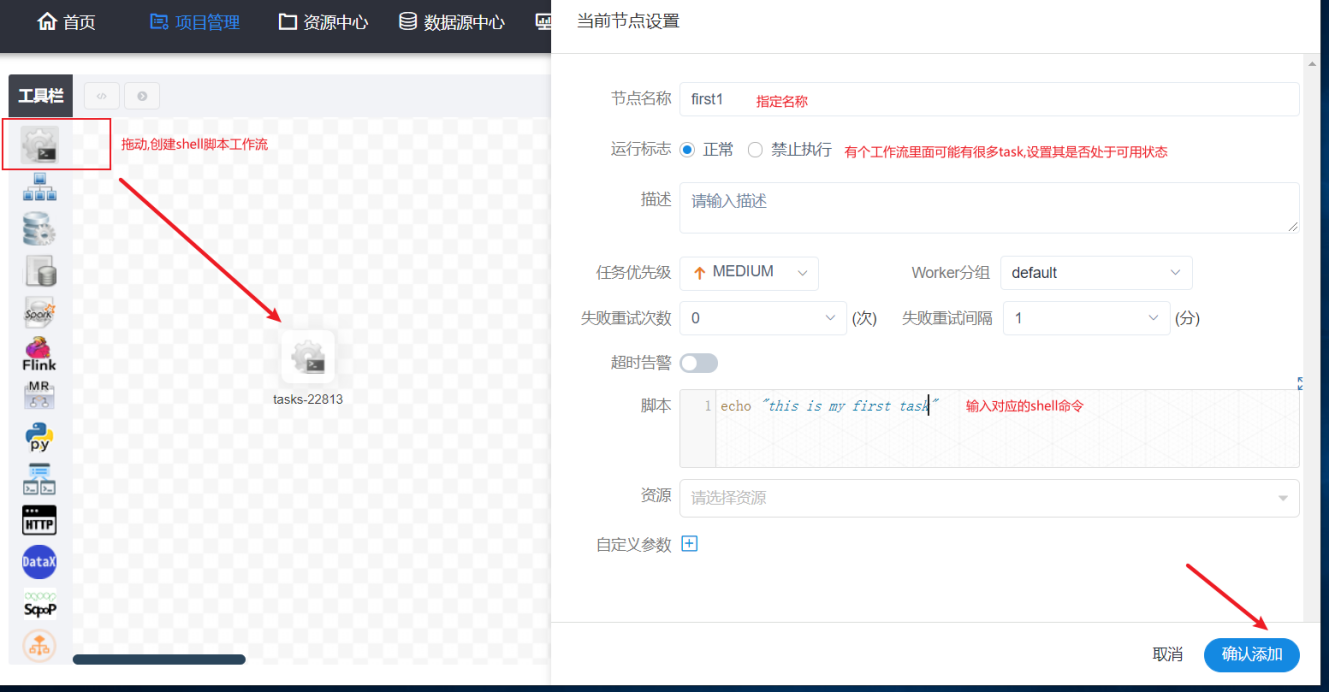 首页 项目管理 资源中心 数据源中心
当前节点设置
工具栏
拖动,创建shell脚本工作流
Spark
Flink
MR
py
HTTP
DataX
Sqoop
tasks-22813
节点名称 first1 指定名称
运行标志 正常 禁止执行 有个工作流里面可能有很多task,设置其是否处于可用状态
描述 请输入描述
任务优先级 MEDIUM Worker分组 default
失败重试次数 0 (次) 失败重试间隔 1 (分)
超时告警
脚本 1 echo "this is my first task" 输入对应的shell命令
资源 请选择资源
自定义参数
取消 确认添加